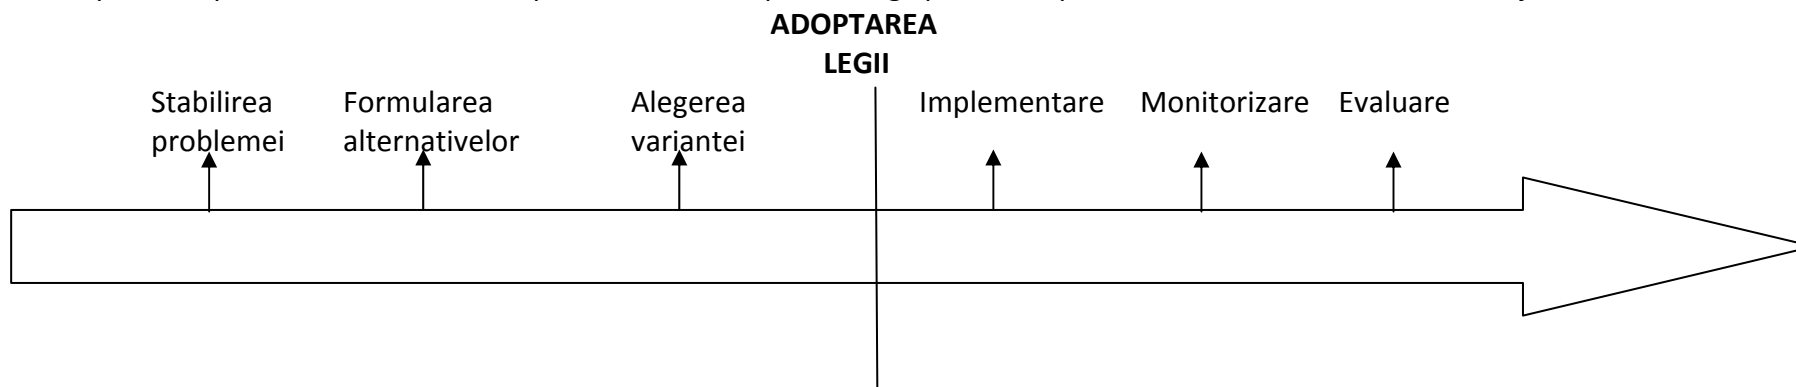 ADOPTAREA
LEGII
Stabilirea
problemei
Formularea
alternativelor
Alegerea
variantei
Implementare
Monitorizare
Evaluare